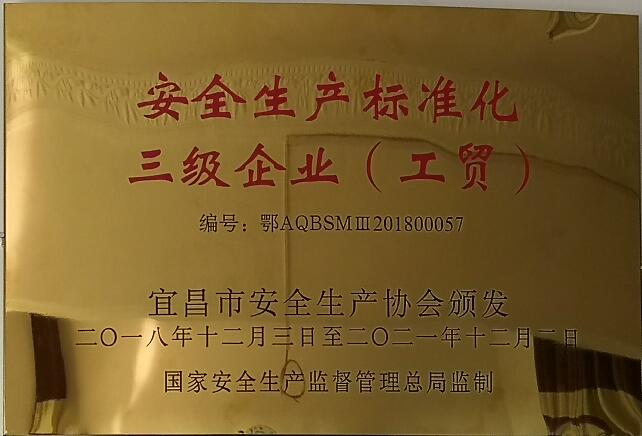 安全生产标准化
三级企业（工贸）
编号：鄂AQBSMⅢ201800057
宜昌市安全生产协会颁发
二〇一八年十二月三日至二〇二一年十二月二日
国家安全生产监督管理总局监制